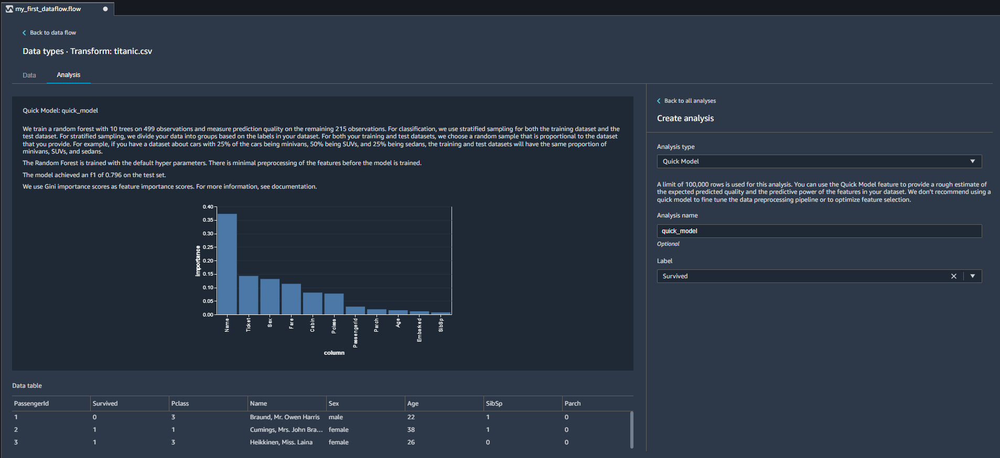 my_first_dataflow.flow
Back to data flow
Data types · Transform: titanic.csv
Data Analysis
Quick Model: quick_model
We train a random forest with 10 trees on 499 observations and measure prediction quality on the remaining 215 observations. For classification, we use stratified sampling for both the training dataset and the
test dataset. For stratified sampling, we divide your data into groups based on the labels in your dataset. For both your training and test datasets, we choose a random sample that is proportional to the dataset
that you provide. For example, if you have a dataset about cars with 25% of the cars being minivans, 50% being SUVs, and 25% being sedans, the training and test datasets will have the same proportion of
minivans, SUVs, and sedans.
The Random Forest is trained with the default hyper parameters. There is minimal preprocessing of the features before the model is trained.
The model achieved an f1 of 0.796 on the test set.
We use Gini importance scores as feature importance scores. For more information, see documentation.
importance
0.40
0.35
0.30
0.25
0.20
0.15
0.10
0.05
0.00
Name
Ticket
Sex
Fare
Cabin
Pclass
PassengerId
Parch
Age
Embarked
SibSp
column
Data table
PassengerId Survived Pclass Name Sex Age SibSp Parch
1 0 3 Braund, Mr. Owen Harris male 22 1 0
2 1 1 Cumings, Mrs. John Bra... female 38 1 0
3 1 3 Heikkinen, Miss. Laina female 26 0 0
Back to all analyses
Create analysis
Analysis type
Quick Model
A limit of 100,000 rows is used for this analysis. You can use the Quick Model feature to provide a rough estimate of
the expected predicted quality and the predictive power of the features in your dataset. We don't recommend using a
quick model to fine tune the data preprocessing pipeline or to optimize feature selection.
Analysis name
quick_model
Optional
Label
Survived